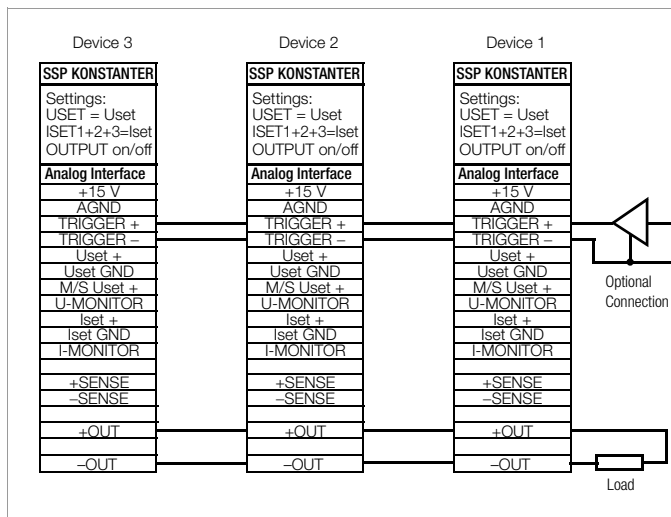 Device 3
SSP KONSTANTER
Settings:
USET = Uset
ISET1+2+3=Iset
OUTPUT on/off
Analog Interface
+15 V
AGND
TRIGGER +
TRIGGER –
Uset +
Uset GND
M/S Uset +
U-MONITOR
Iset +
Iset GND
I-MONITOR
+SENSE
–SENSE
+OUT
–OUT
Device 2
SSP KONSTANTER
Settings:
USET = Uset
ISET1+2+3=Iset
OUTPUT on/off
Analog Interface
+15 V
AGND
TRIGGER +
TRIGGER –
Uset +
Uset GND
M/S Uset +
U-MONITOR
Iset +
Iset GND
I-MONITOR
+SENSE
–SENSE
+OUT
–OUT
Device 1
SSP KONSTANTER
Settings:
USET = Uset
ISET1+2+3=Iset
OUTPUT on/off
Analog Interface
+15 V
AGND
TRIGGER +
TRIGGER –
Uset +
Uset GND
M/S Uset +
U-MONITOR
Iset +
Iset GND
I-MONITOR
+SENSE
–SENSE
+OUT
–OUT
Optional
Connection
Load